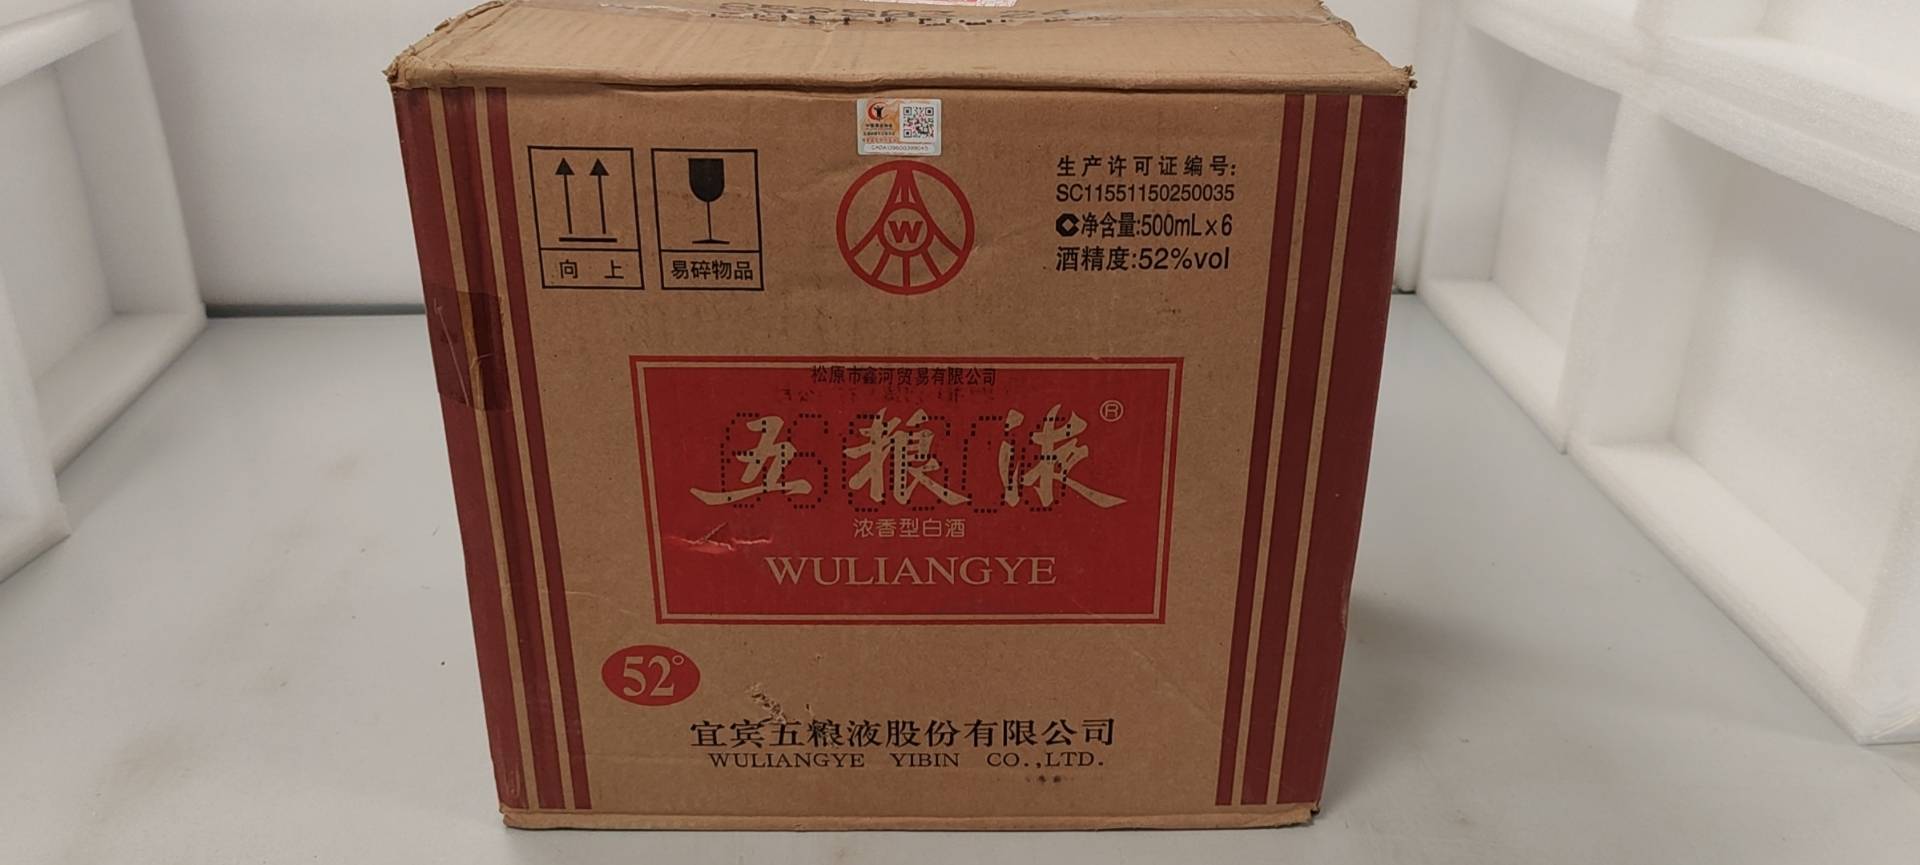 向 上
易碎物品
W
生产许可证编号:
SC11551150250035
净含量:500mL×6
酒精度:52%vol
松原市鑫河贸易有限公司
五粮液®
浓香型白酒
WULIANGYE
52°
宜宾五粮液股份有限公司
WULIANGYE YIBIN CO.,LTD.